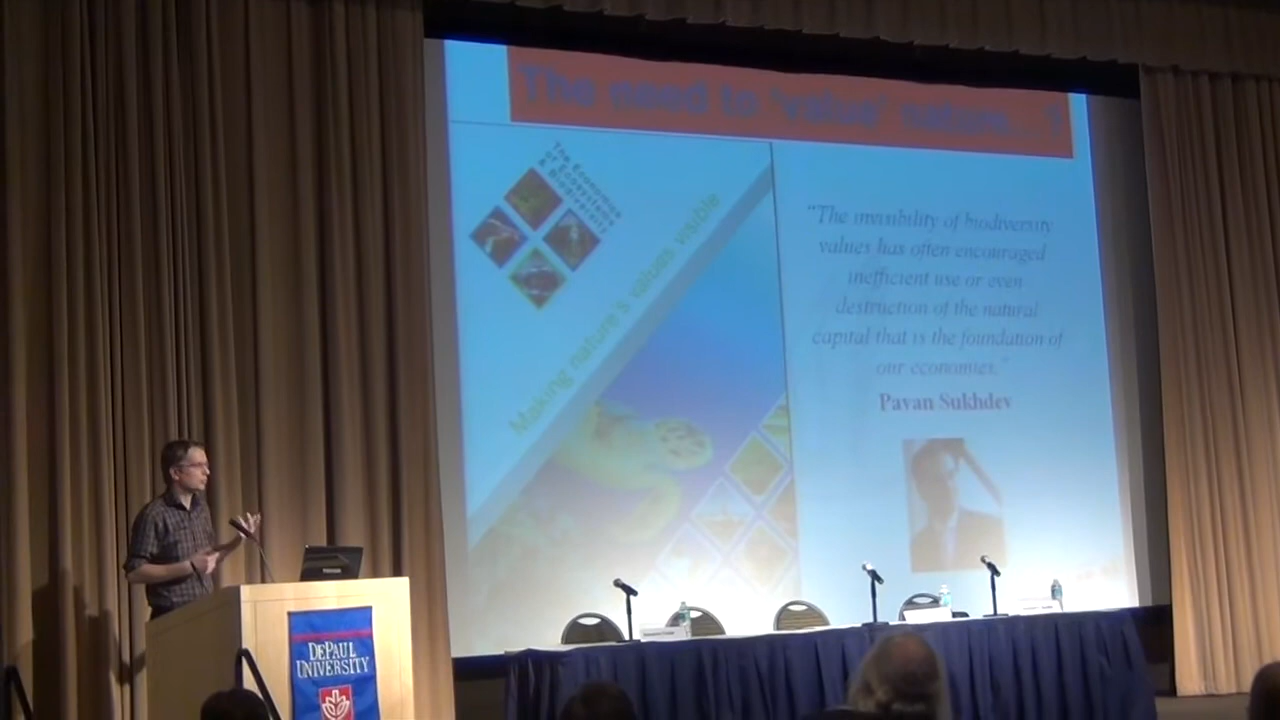 The need to 'value' nature...?
The Economics
of Ecosystems
& Biodiversity
Making nature's values visible
"The invisibility of biodiversity
values has often encouraged
inefficient use or even
destruction of the natural
capital that is the foundation of
our economies."
Pavan Sukhdev
DEPAUL
UNIVERSITY